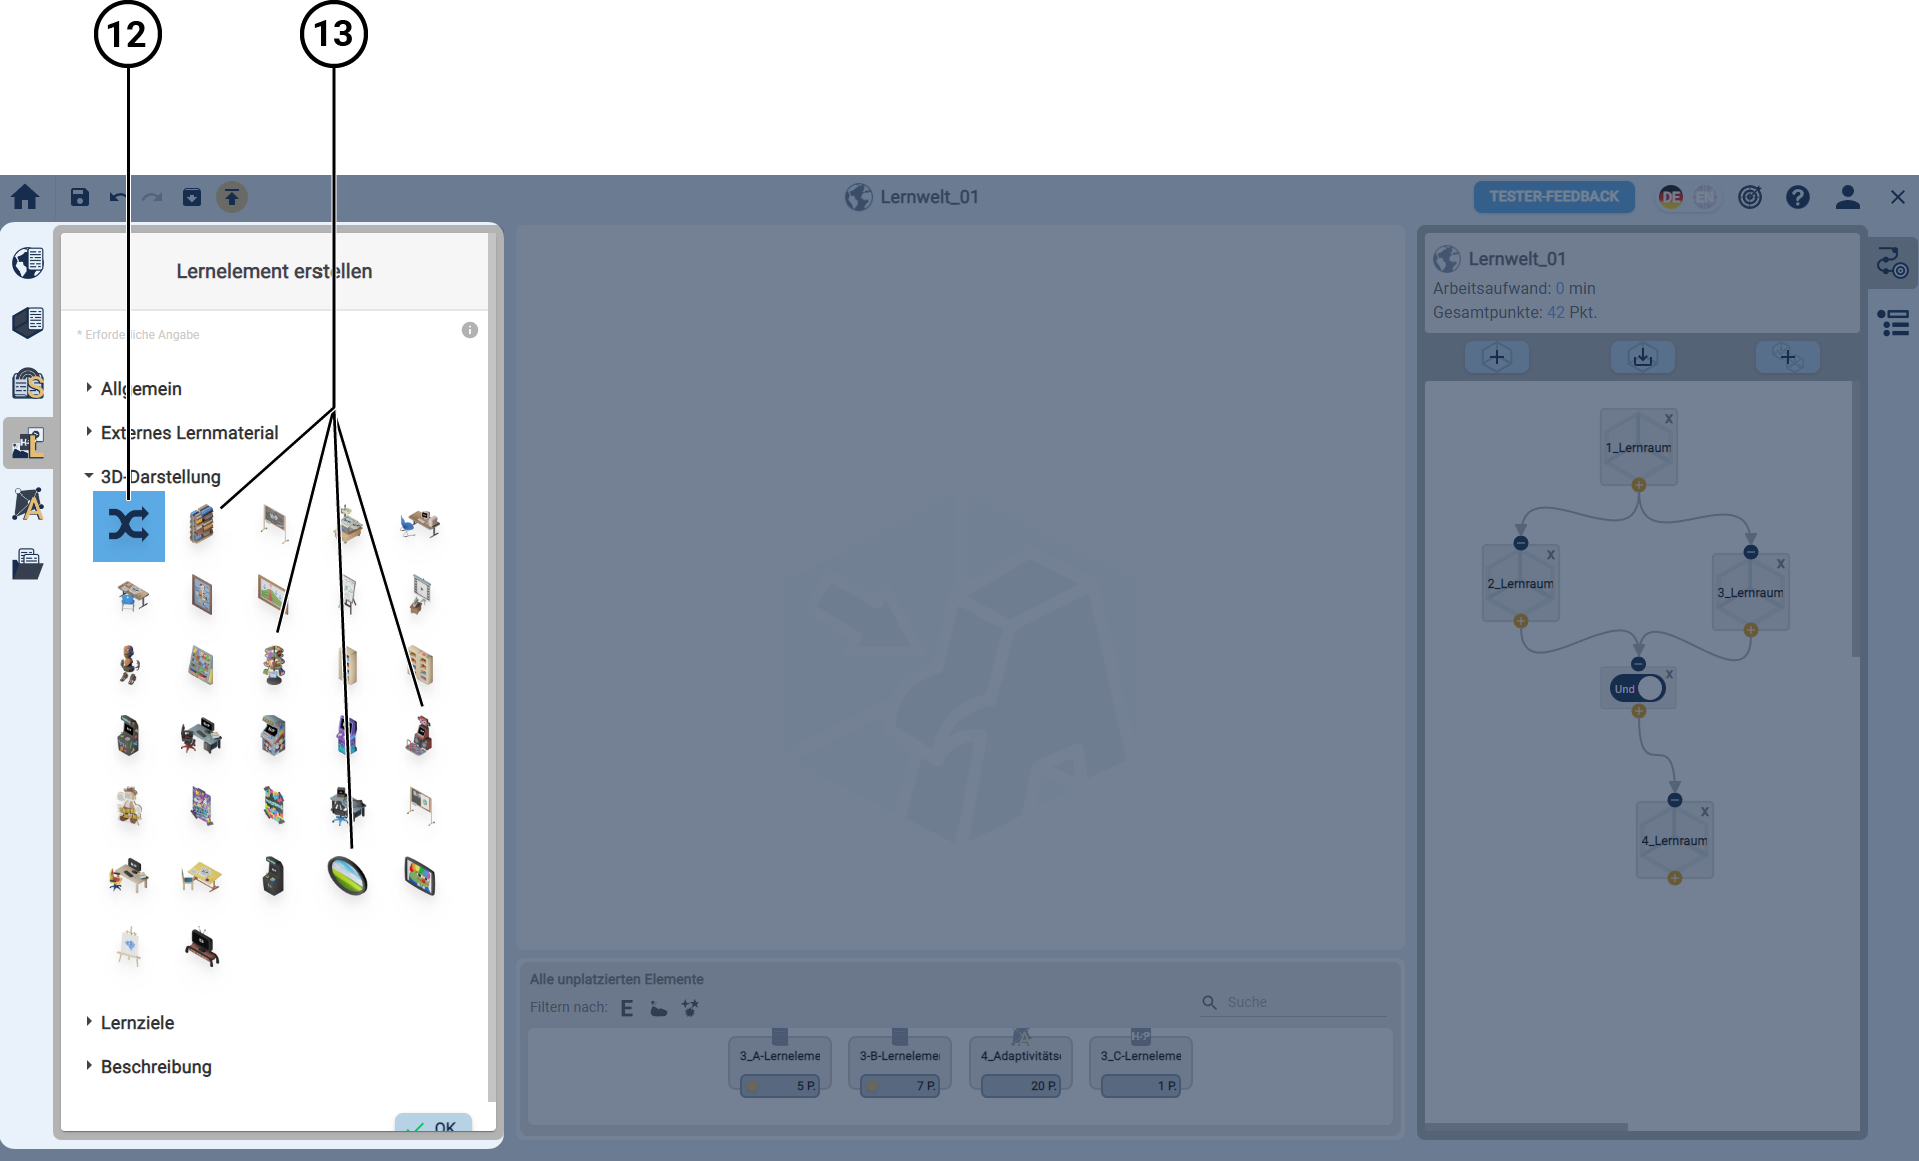 12
13
Lernwelt_01
TESTER-FEEDBACK
DE
EN
Lernelement erstellen
* Erforderliche Angabe
Allgemein
Externes Lernmaterial
3D-Darstellung
Lernziele
Beschreibung
OK
Lernwelt_01
Arbeitsaufwand: 0 min
Gesamtpunkte: 42 Pkt.
X
1_Lernraum
X
2_Lernraum
X
3_Lernraum
X
Und
X
4_Lernraum
Alle unplatzierten Elemente
Filtern nach:
E
Suche
H-P
3_A-Lerneleme
3-B-Lerneleme
4_Adaptivitäts
3_C-Lerneleme
5 P.
7 P.
20 P.
1 P.
S
L
A